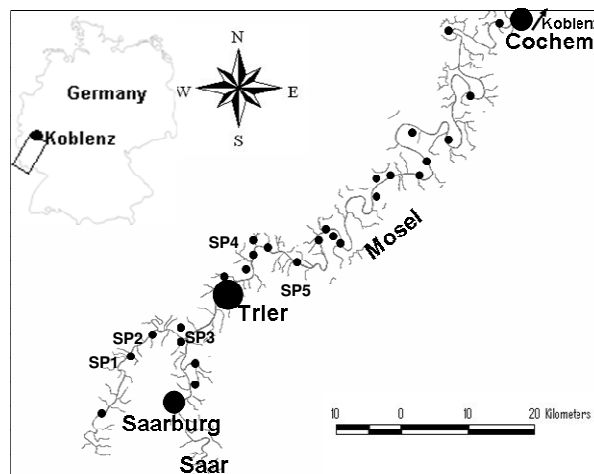 Koblenz
Cochem
Germany
Koblenz
N
W E
S
Mosel
SP4
SP5
Trier
SP2
SP3
SP1
Saarburg
Saar
10 0 10 20 Kilometers